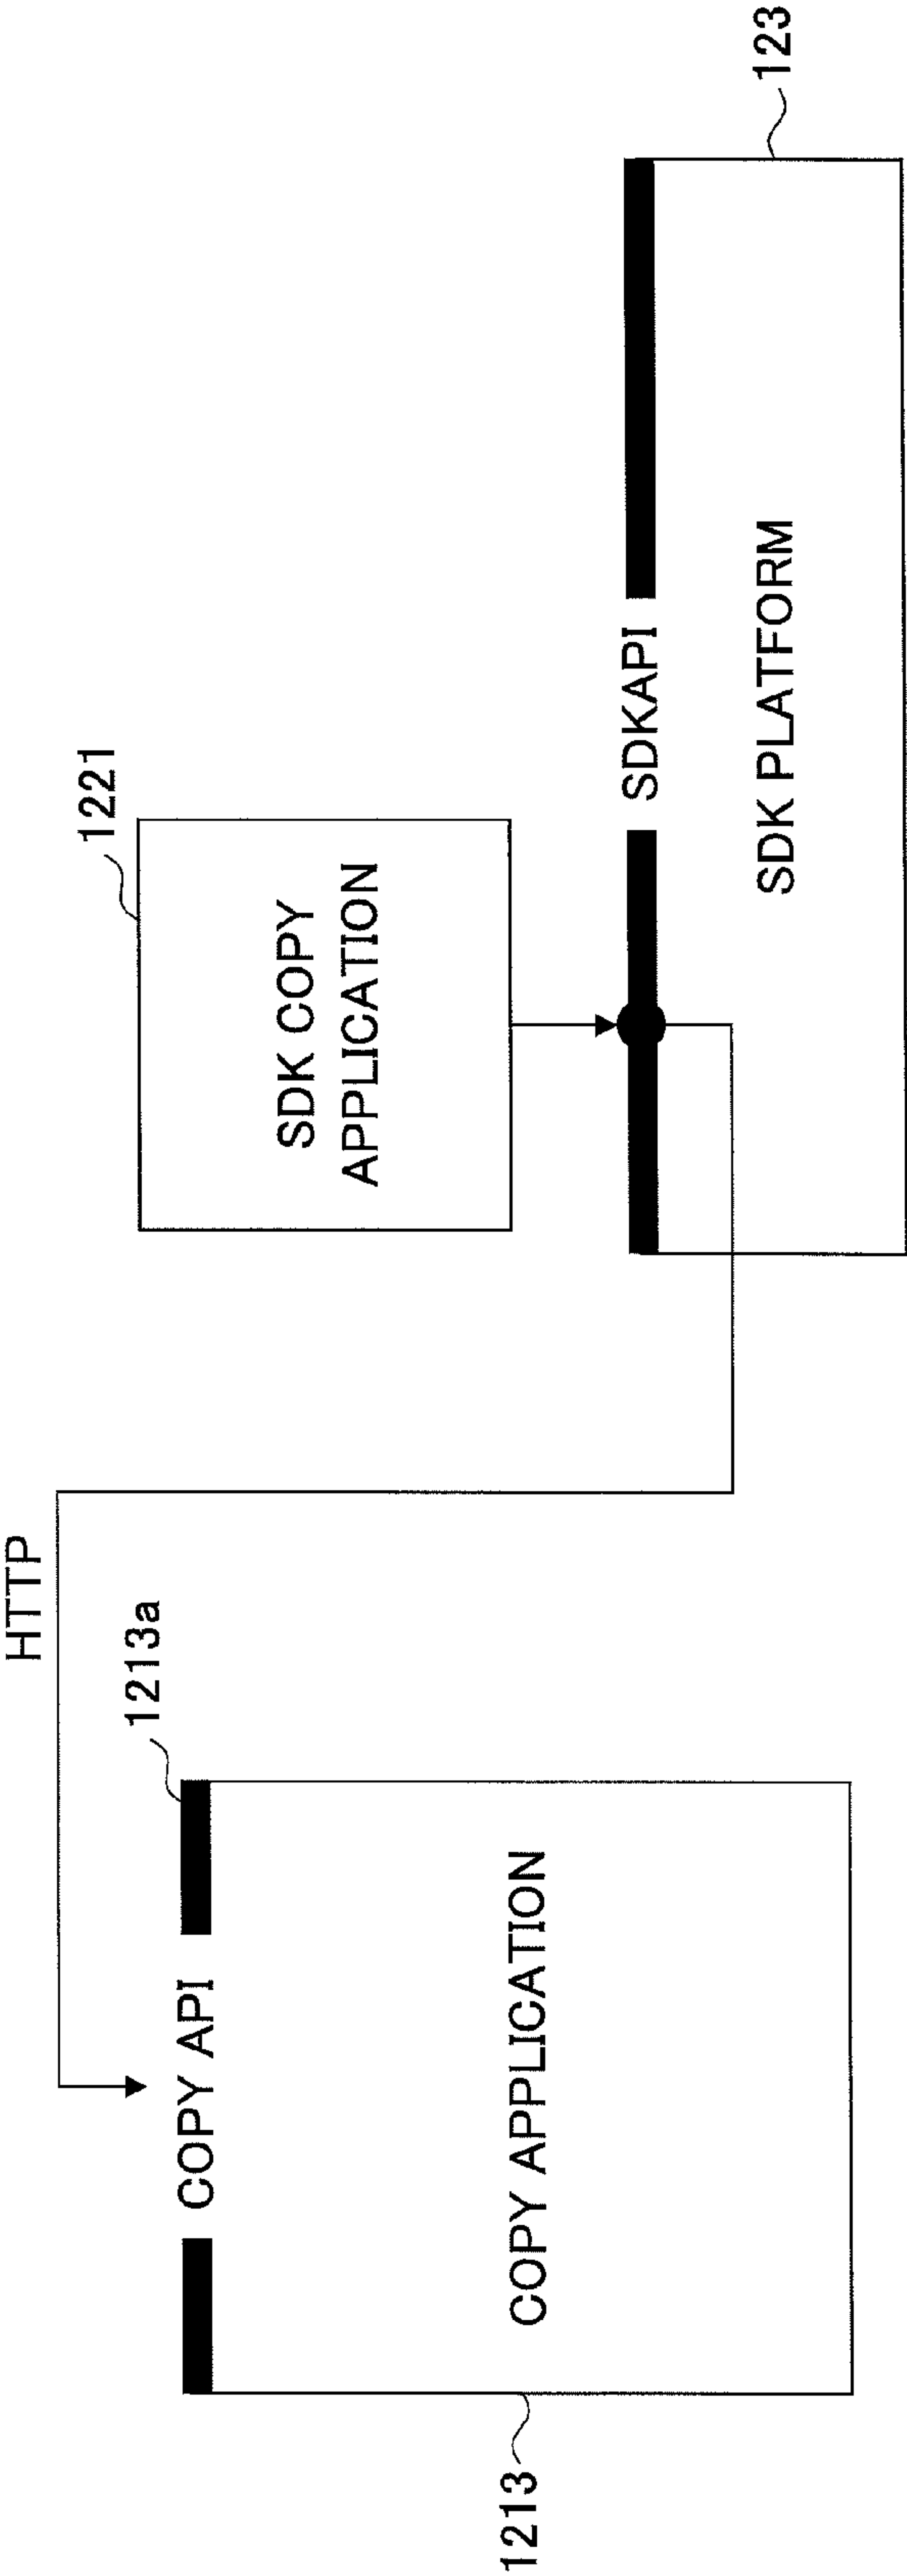 HTTP
1213a
COPY API
COPY APPLICATION
1213
1221
SDK COPY
APPLICATION
SDKAPI
SDK PLATFORM
123